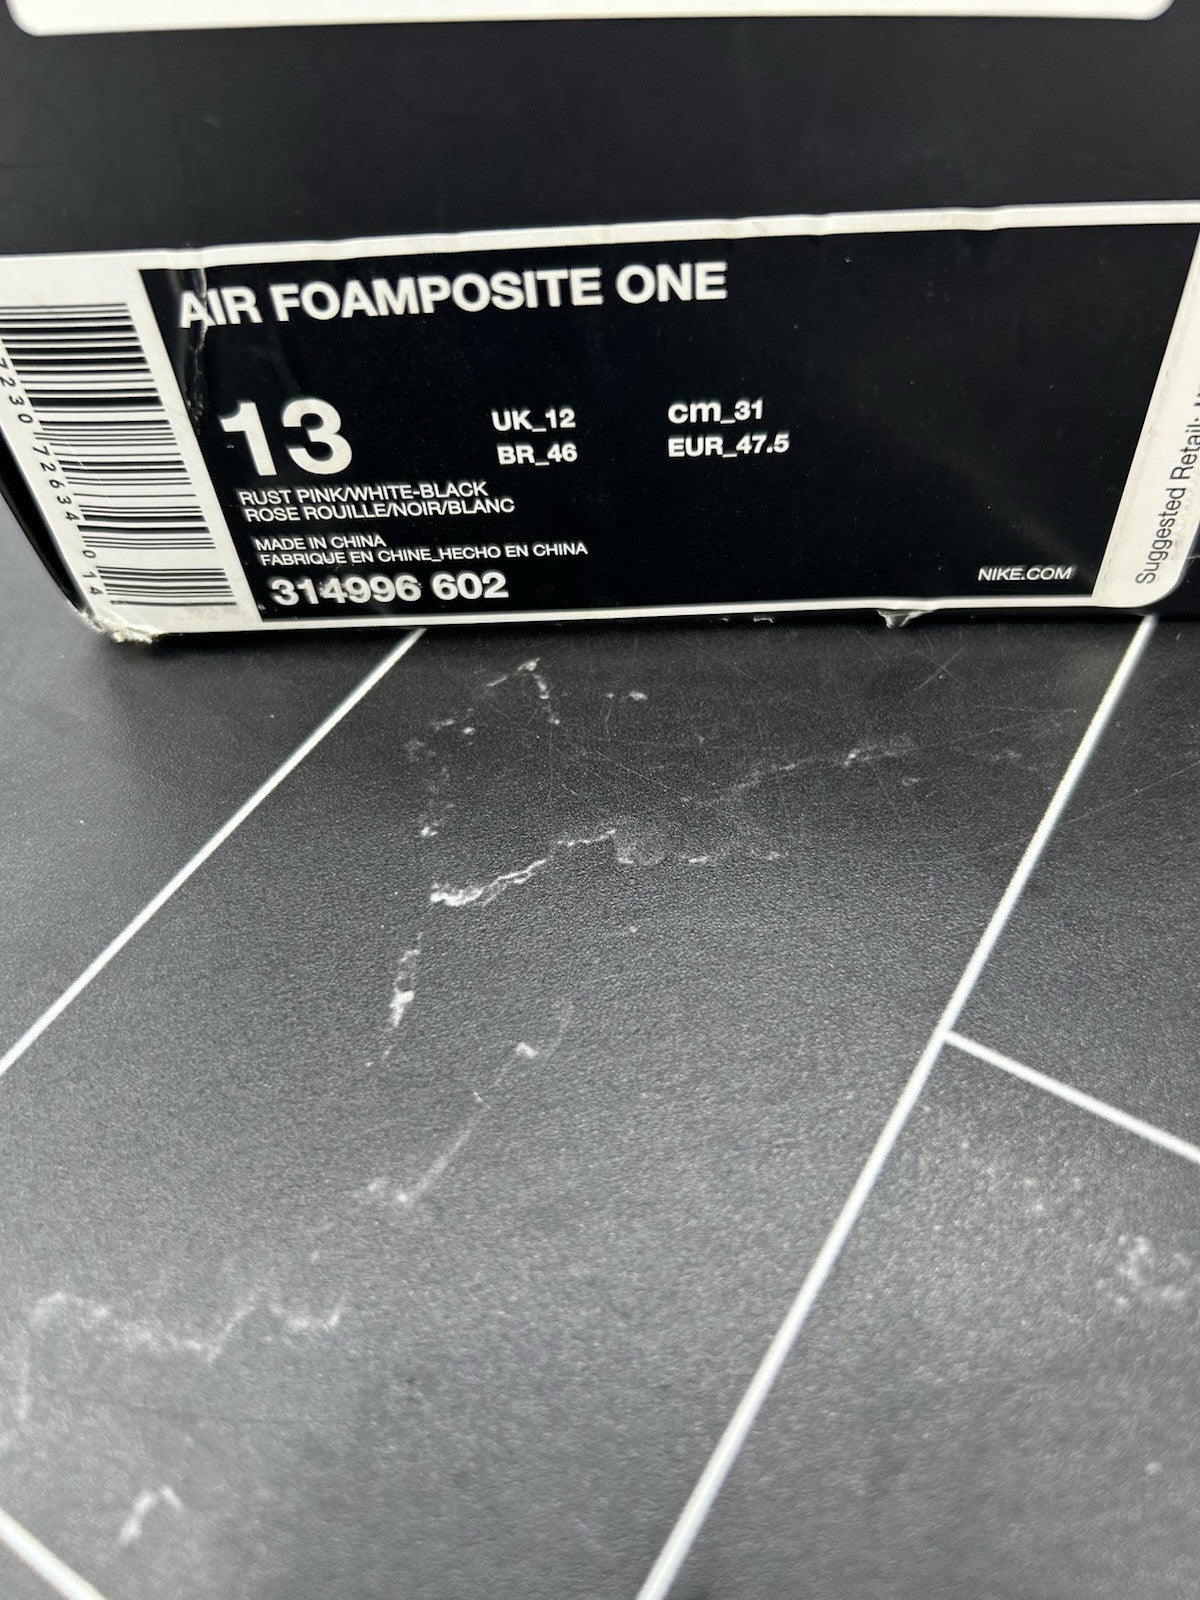 AIR FOAMPOSITE ONE
13
UK_12
cm_31
BR_46
EUR_47.5
RUST PINK/WHITE-BLACK
ROSE ROUILLE/NOIR/BLANC
MADE IN CHINA
FABRIQUE EN CHINE_HECHO EN CHINA
314996 602
NIKE.COM
Suggested Retail: